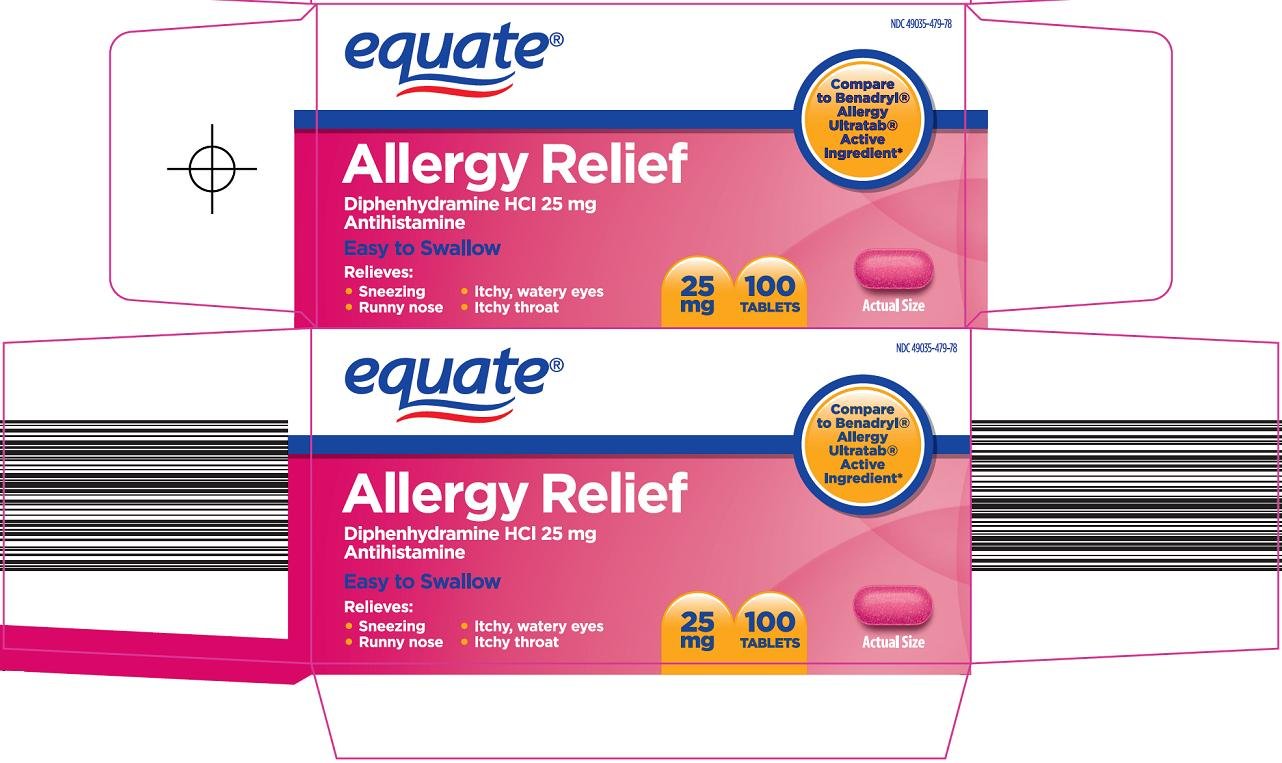 equate®
NDC 49035-479-78
Compare
to Benadryl®
Allergy
Ultratab®
Active
Ingredient*
Allergy Relief
Diphenhydramine HCl 25 mg
Antihistamine
Easy to Swallow
Relieves:
• Sneezing • Itchy, watery eyes
• Runny nose • Itchy throat
25
mg
100
TABLETS
Actual Size
equate®
NDC 49035-479-78
Compare
to Benadryl®
Allergy
Ultratab®
Active
Ingredient*
Allergy Relief
Diphenhydramine HCl 25 mg
Antihistamine
Easy to Swallow
Relieves:
• Sneezing • Itchy, watery eyes
• Runny nose • Itchy throat
25
mg
100
TABLETS
Actual Size